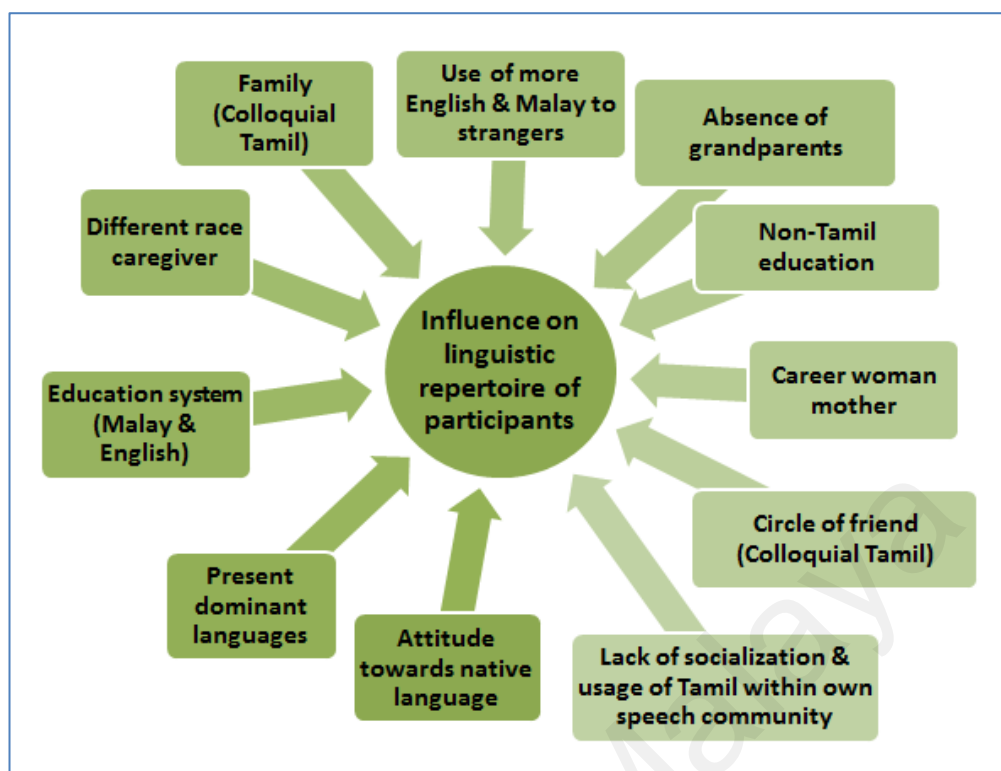 Family
(Colloquial
Tamil)
Use of more
English & Malay to
strangers
Absence of
grandparents
Different race
caregiver
Non-Tamil
education
Influence on
linguistic
repertoire of
participants
Education system
(Malay &
English)
Career woman
mother
Circle of friend
(Colloquial Tamil)
Present
dominant
languages
Attitude
towards native
language
Lack of socialization &
usage of Tamil within own
speech community
Malaya